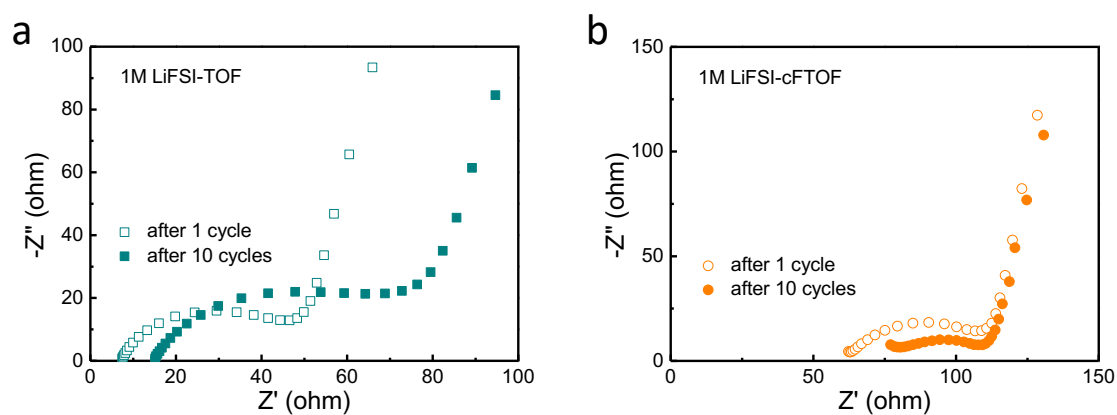 a
1M LiFSI-TOF
100
80
60
40
20
0
-Z" (ohm)
after 1 cycle
after 10 cycles
0 20 40 60 80 100
Z' (ohm)
b
1M LiFSI-cFTOF
150
100
50
0
-Z" (ohm)
after 1 cycle
after 10 cycles
0 50 100 150
Z' (ohm)